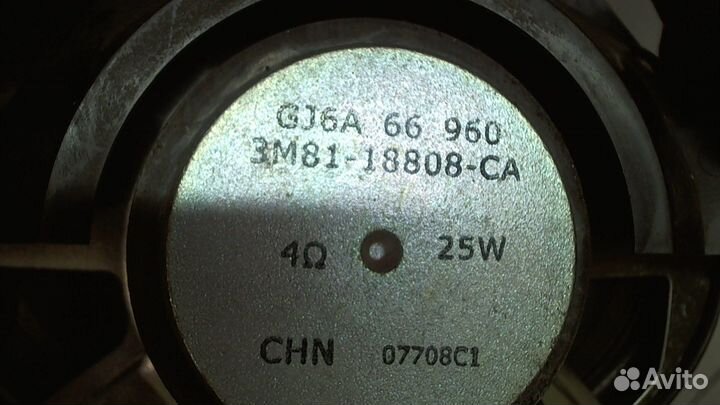 GJ6A 66 960
3M81-18808-CA
4Ω 25W
CHN 07708C1
Avito